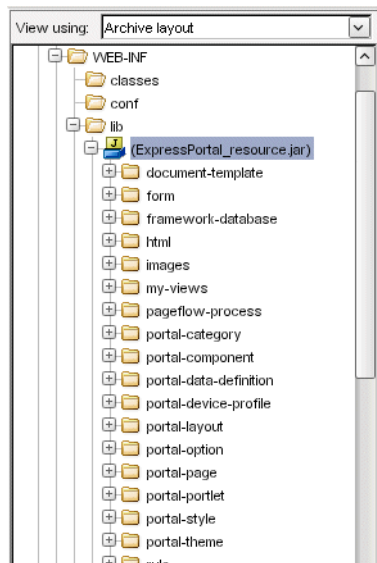 View using: Archive layout
WEB-INF
classes
conf
lib
(ExpressPortal_resource.jar)
document-template
form
framework-database
html
images
my-views
pageflow-process
portal-category
portal-component
portal-data-definition
portal-device-profile
portal-layout
portal-option
portal-page
portal-portlet
portal-style
portal-theme